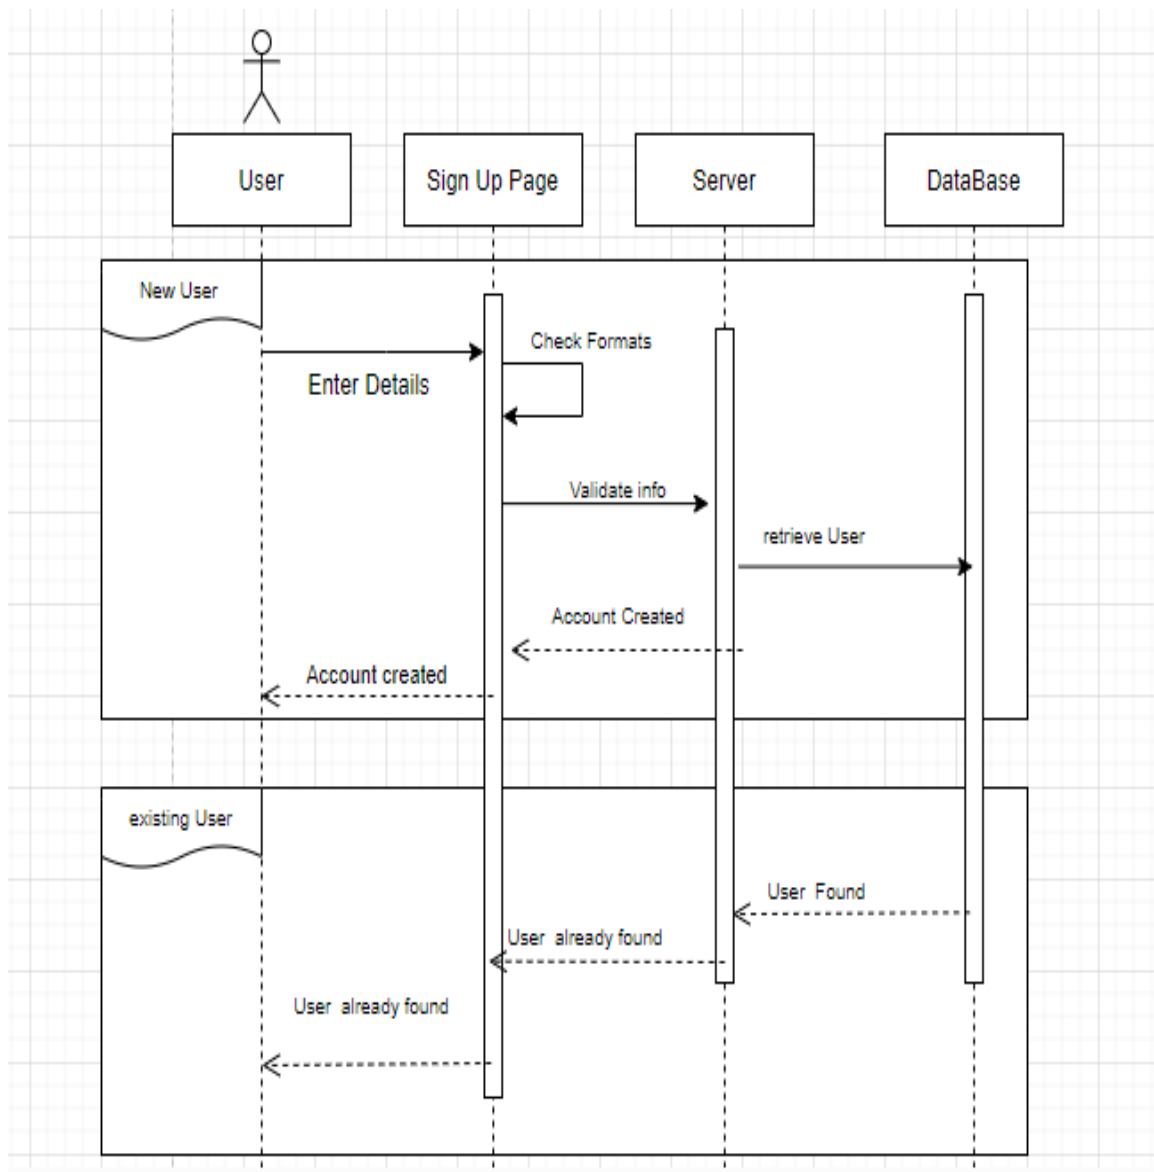 User
Sign Up Page
Server
DataBase
New User
Check Formats
Enter Details
Validate info
retrieve User
Account Created
Account created
existing User
User Found
User already found
User already found